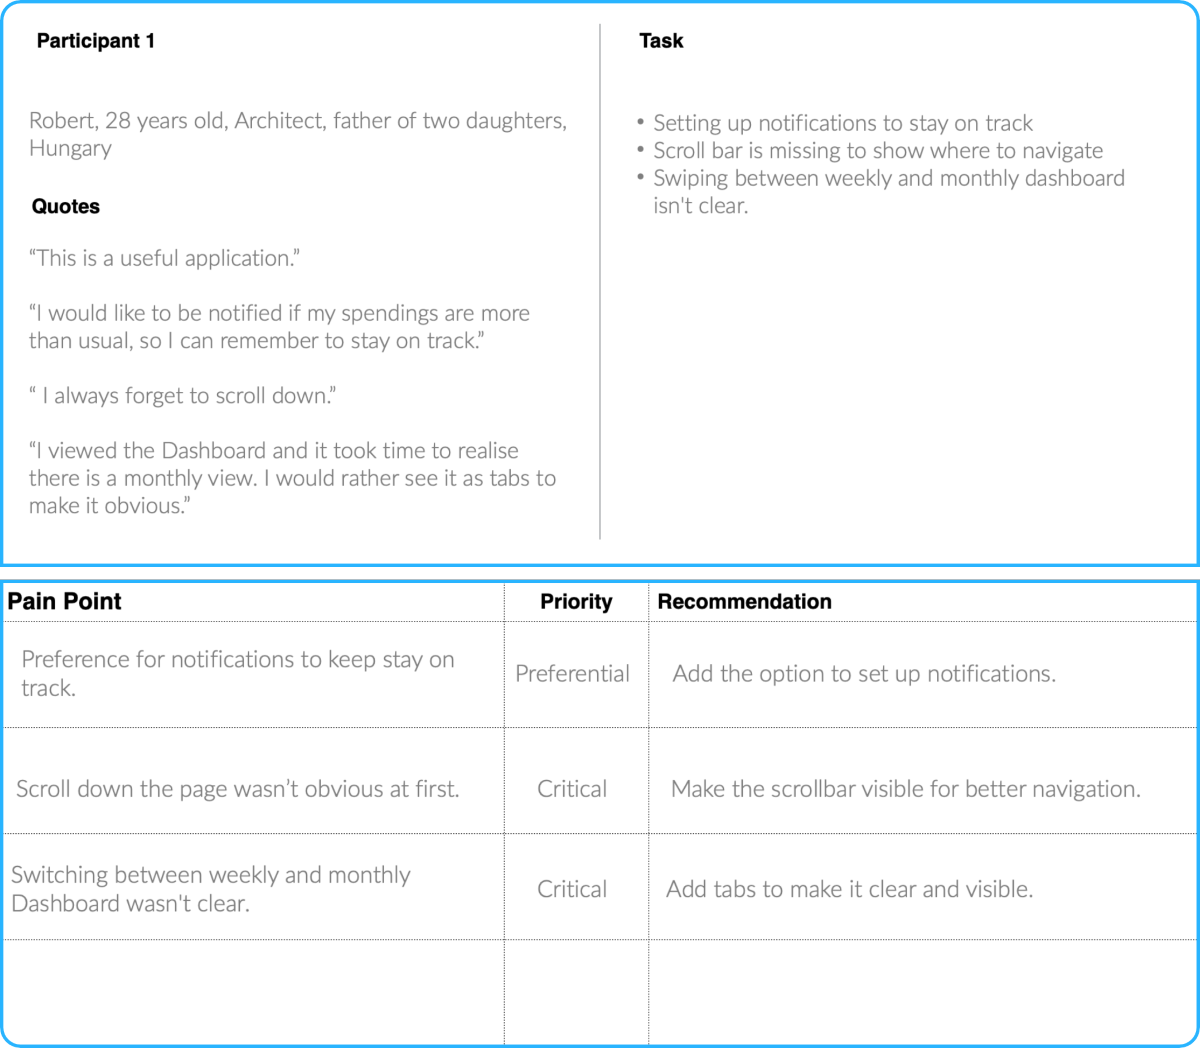 Participant 1
Robert, 28 years old, Architect, father of two daughters,
Hungary
Quotes
“This is a useful application.”
“I would like to be notified if my spendings are more
than usual, so I can remember to stay on track.”
“ I always forget to scroll down.”
“I viewed the Dashboard and it took time to realise
there is a monthly view. I would rather see it as tabs to
make it obvious.”
Task
• Setting up notifications to stay on track
• Scroll bar is missing to show where to navigate
• Swiping between weekly and monthly dashboard
isn't clear.
Pain Point
Priority
Recommendation
Preference for notifications to keep stay on
track.
Preferential
Add the option to set up notifications.
Scroll down the page wasn’t obvious at first.
Critical
Make the scrollbar visible for better navigation.
Switching between weekly and monthly
Dashboard wasn't clear.
Critical
Add tabs to make it clear and visible.